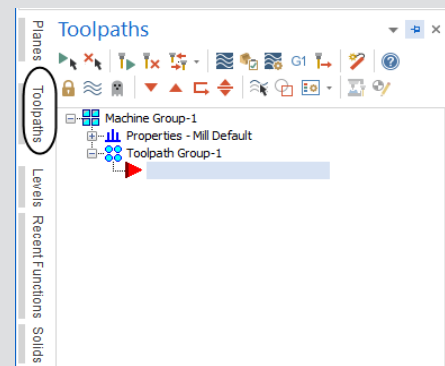 Toolpaths
G1
Machine Group-1
Properties - Mill Default
Toolpath Group-1
Planes
Toolpaths
Levels
Recent Functions
Solids